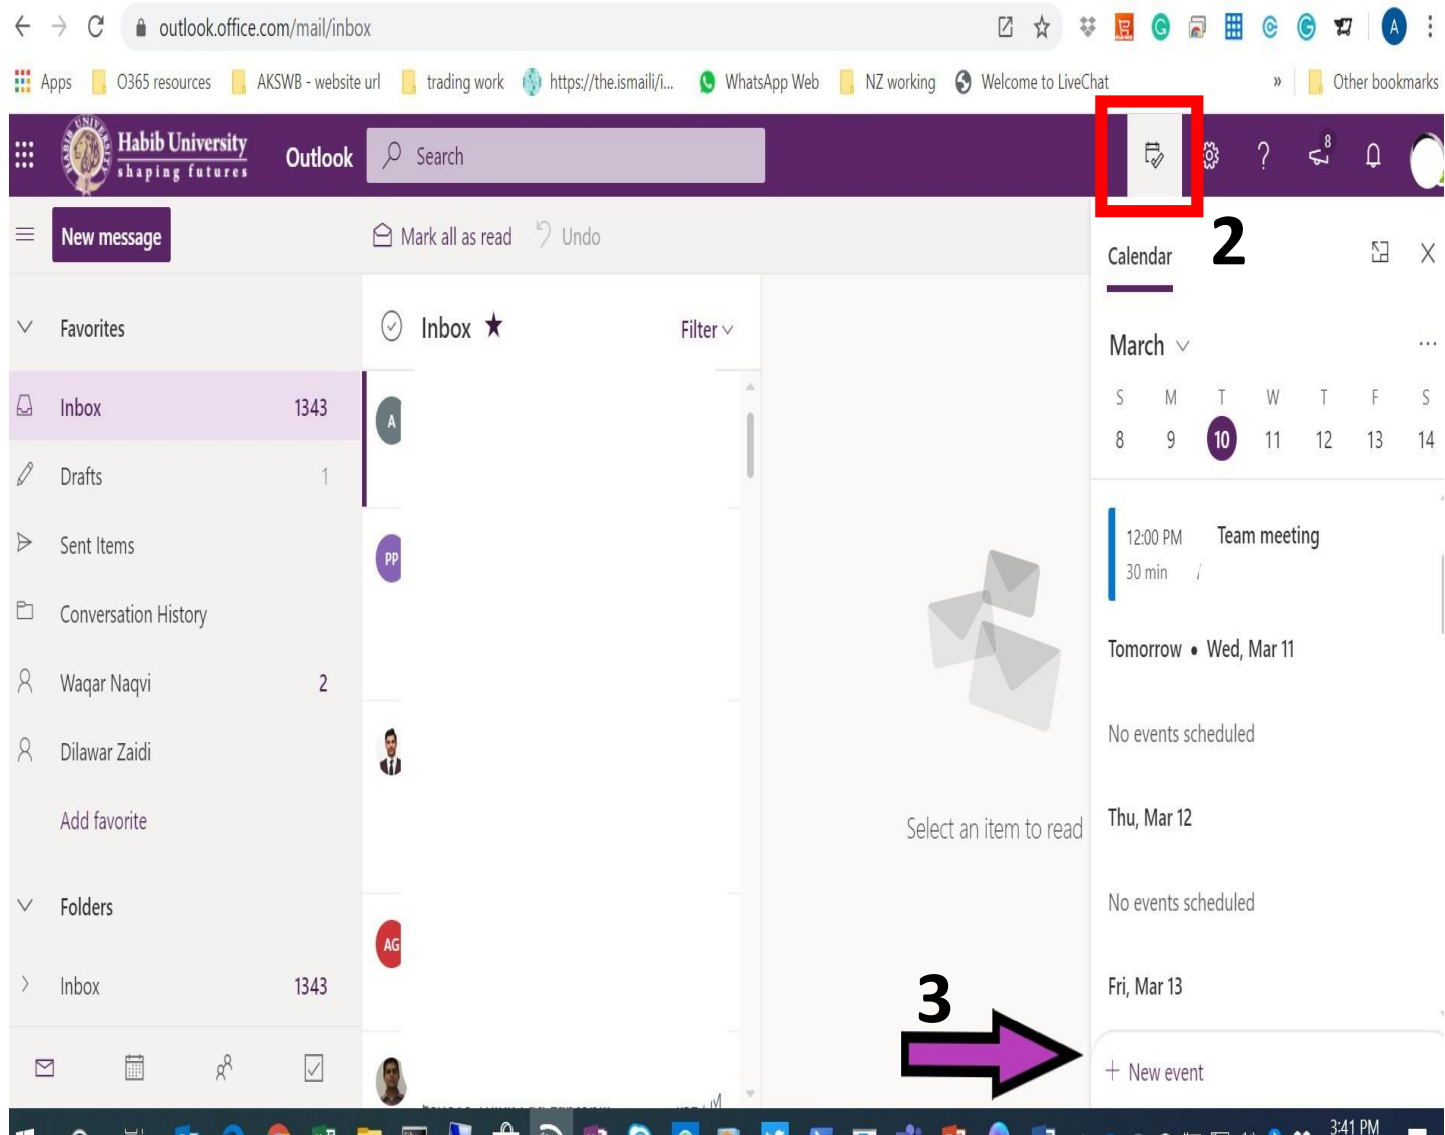 outlook.office.com/mail/inbox
A
Apps O365 resources AKSWB - website url trading work https://the.ismaili/i... WhatsApp Web NZ working Welcome to LiveChat » Other bookmarks
HABIB UNIVERSITY
Habib University
shaping futures
Outlook
Search
8
New message
Mark all as read
Undo
Calendar
2
Favorites
Inbox
Filter
March
S M T W T F S
8 9 10 11 12 13 14
Inbox 1343
A
Drafts 1
12:00 PM Team meeting
30 min
Sent Items
PP
Conversation History
Tomorrow • Wed, Mar 11
Waqar Naqvi 2
No events scheduled
Dilawar Zaidi
Add favorite
Select an item to read
Thu, Mar 12
Folders
No events scheduled
AG
Inbox 1343
3
Fri, Mar 13
+ New event
3:41 PM